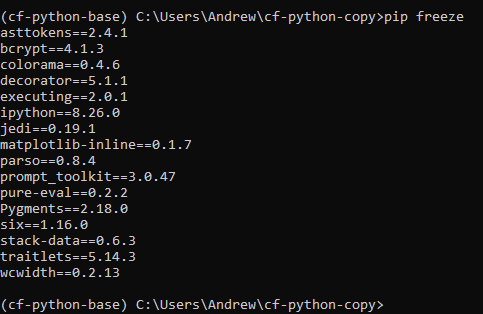 (cf-python-base) C:\Users\Andrew\cf-python-copy>pip freeze
asttokens==2.4.1
bcrypt==4.1.3
colorama==0.4.6
decorator==5.1.1
executing==2.0.1
ipython==8.26.0
jedi==0.19.1
matplotlib-inline==0.1.7
parso==0.8.4
prompt_toolkit==3.0.47
pure-eval==0.2.2
Pygments==2.18.0
six==1.16.0
stack-data==0.6.3
traitlets==5.14.3
wcwidth==0.2.13
(cf-python-base) C:\Users\Andrew\cf-python-copy>